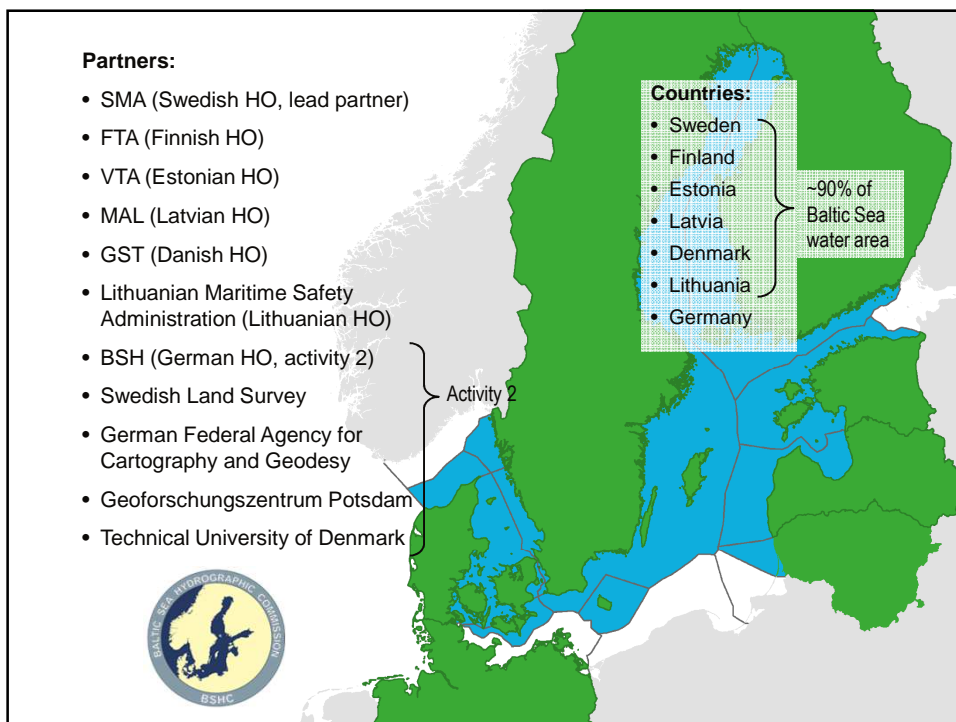 Partners:
• SMA (Swedish HO, lead partner)
• FTA (Finnish HO)
• VTA (Estonian HO)
• MAL (Latvian HO)
• GST (Danish HO)
• Lithuanian Maritime Safety
Administration (Lithuanian HO)
• BSH (German HO, activity 2)
• Swedish Land Survey
• German Federal Agency for
Cartography and Geodesy
• Geoforschungszentrum Potsdam
• Technical University of Denmark
Activity 2
Countries:
• Sweden
• Finland
• Estonia
• Latvia
• Denmark
• Lithuania
• Germany
~90% of
Baltic Sea
water area
BALTIC SEA HYDROGRAPHIC COMMISSION
BSHC